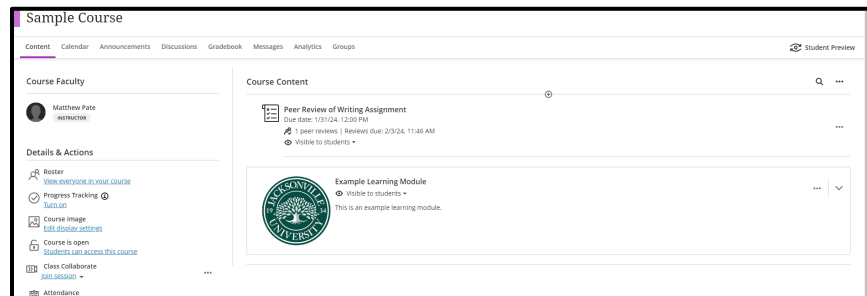 Sample Course
Content Calendar Announcements Discussions Gradebook Messages Analytics Groups
Student Preview
Course Faculty
Matthew Pate
INSTRUCTOR
Details & Actions
Roster
View everyone in your course
Progress Tracking
Turn on
Course Image
Edit display settings
Course is open
Students can access this course
Class Collaborate
Join session
Attendance
Course Content
Peer Review of Writing Assignment
Due date: 1/31/24, 12:00 PM
1 peer reviews | Reviews due: 2/3/24, 11:46 AM
Visible to students
JACKSONVILLE
19 34
UNIVERSITY
Example Learning Module
Visible to students
This is an example learning module.